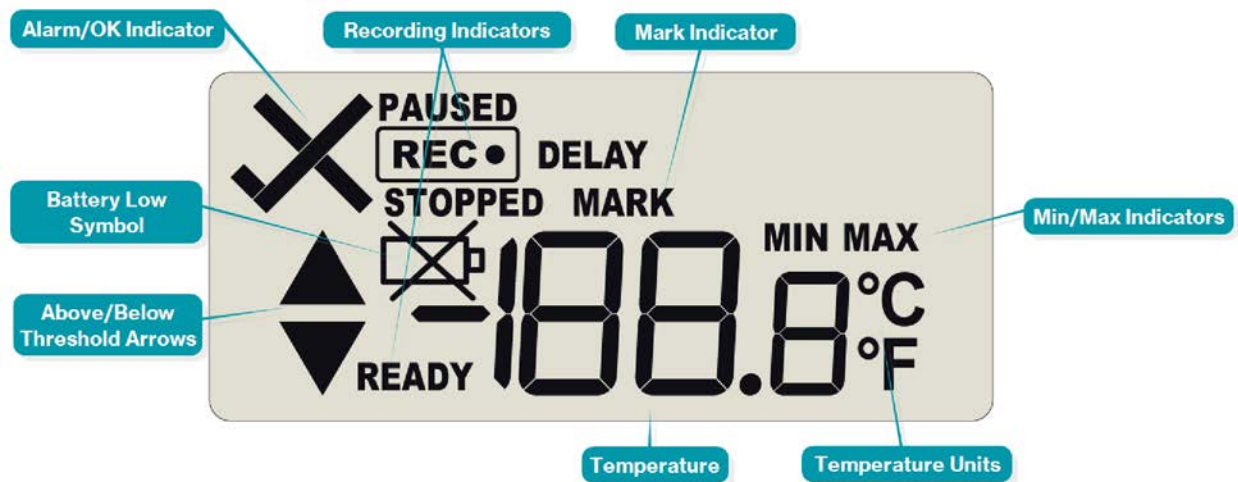 Alarm/OK Indicator
Recording Indicators
Mark Indicator
PAUSED
REC
DELAY
STOPPED MARK
Battery Low
Symbol
MIN MAX
Min/Max Indicators
-188.8
°C
°F
Above/Below
Threshold Arrows
READY
Temperature
Temperature Units